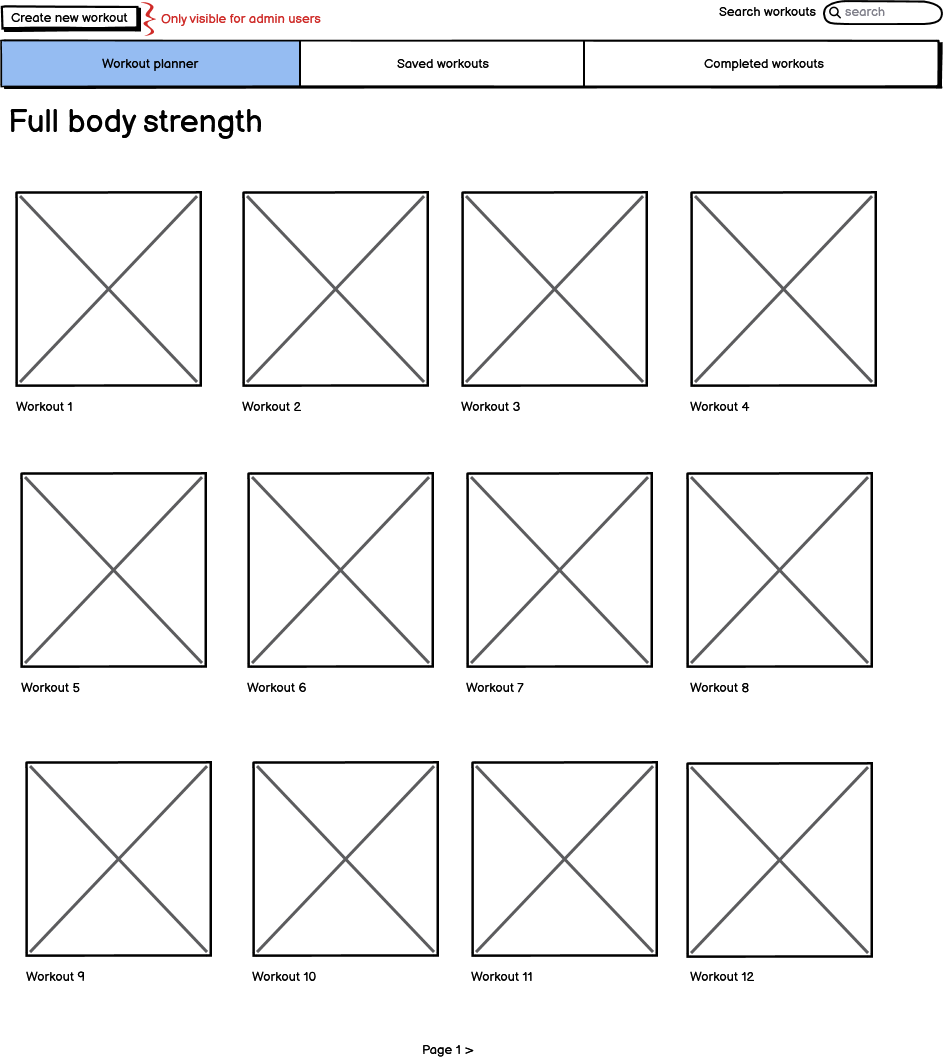 Create new workout
Only visible for admin users
Search workouts
search
Workout planner
Saved workouts
Completed workouts
Full body strength
Workout 1
Workout 2
Workout 3
Workout 4
Workout 5
Workout 6
Workout 7
Workout 8
Workout 9
Workout 10
Workout 11
Workout 12
Page 1 >